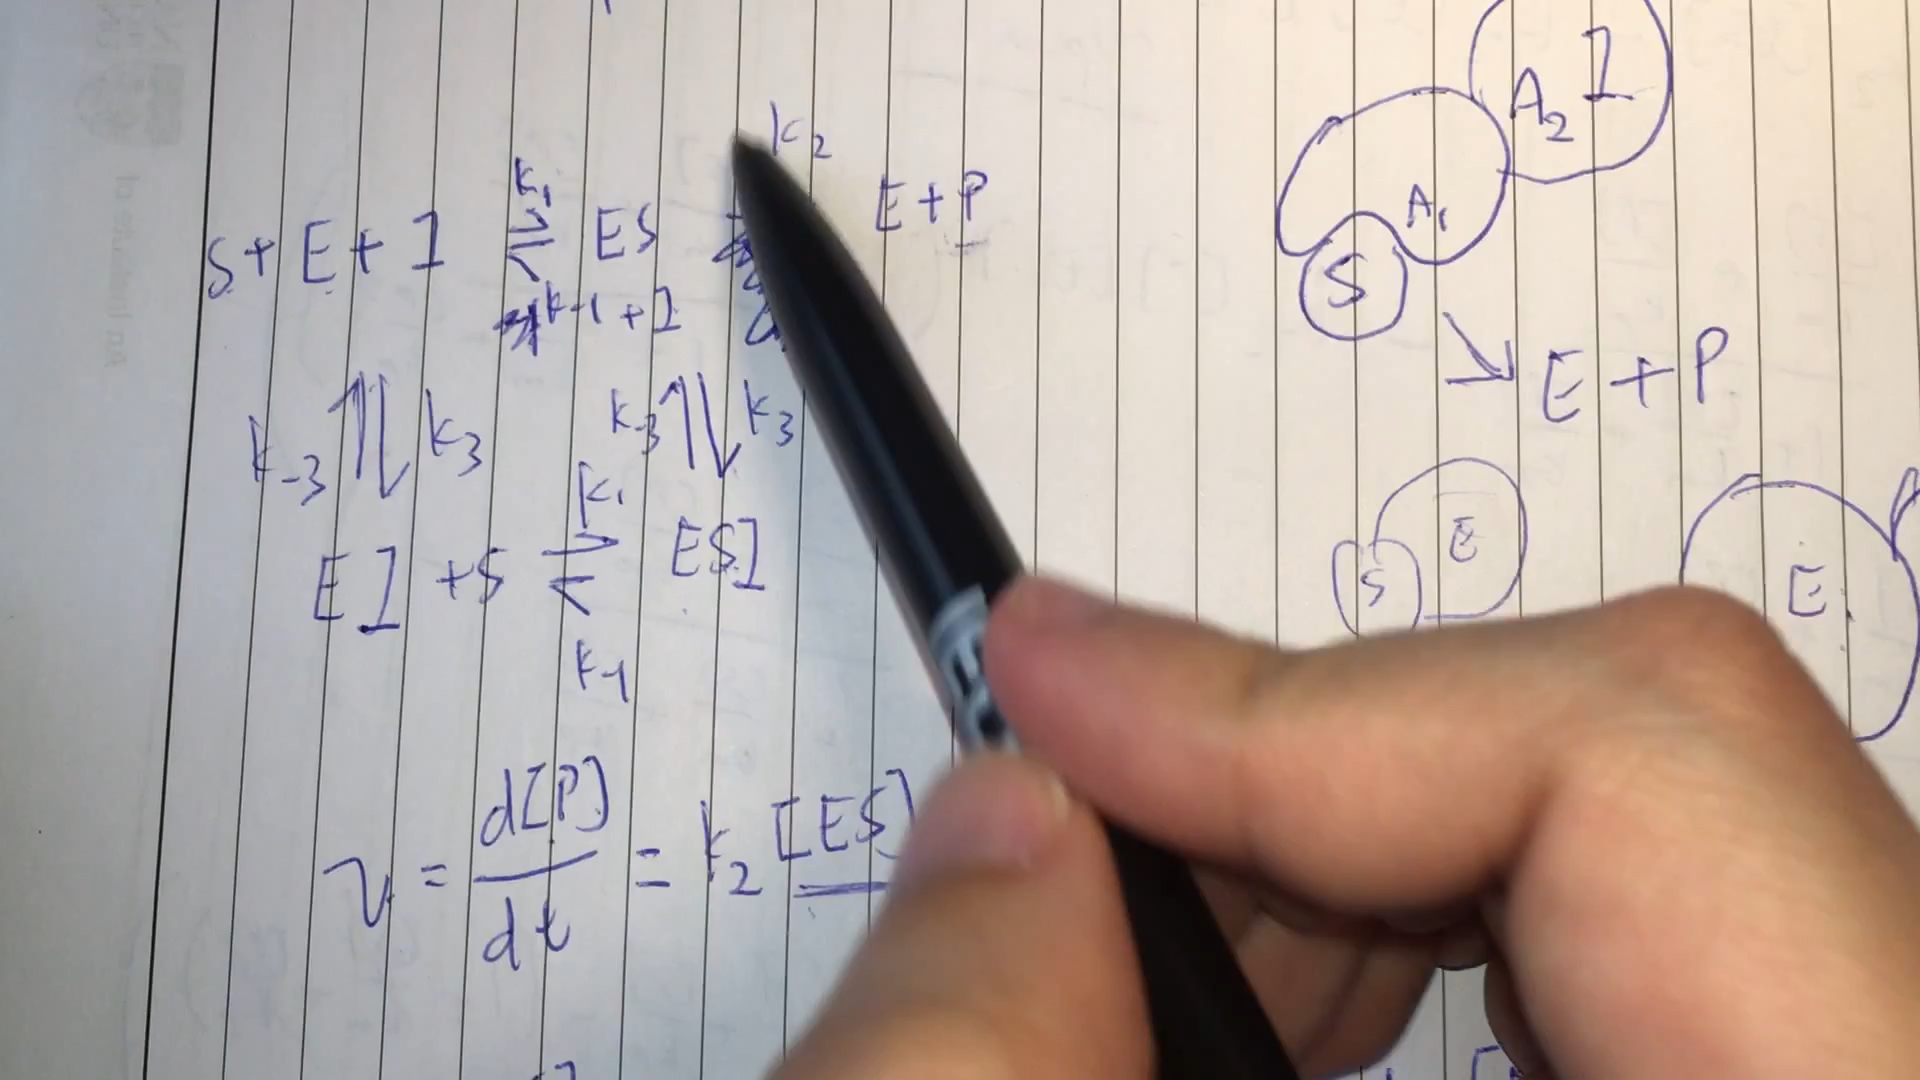 k₂
k₁
S + E + I ⇌ ES E + P
k-1 + I
k-3 ⇌ k3 k-3 ⇌ k3
k₁
EI + S ⇌ ESI
k-1
v = d[P]/dt = k₂ [ES]
A₂ I
A₁
S
↘ E + P
S E
E